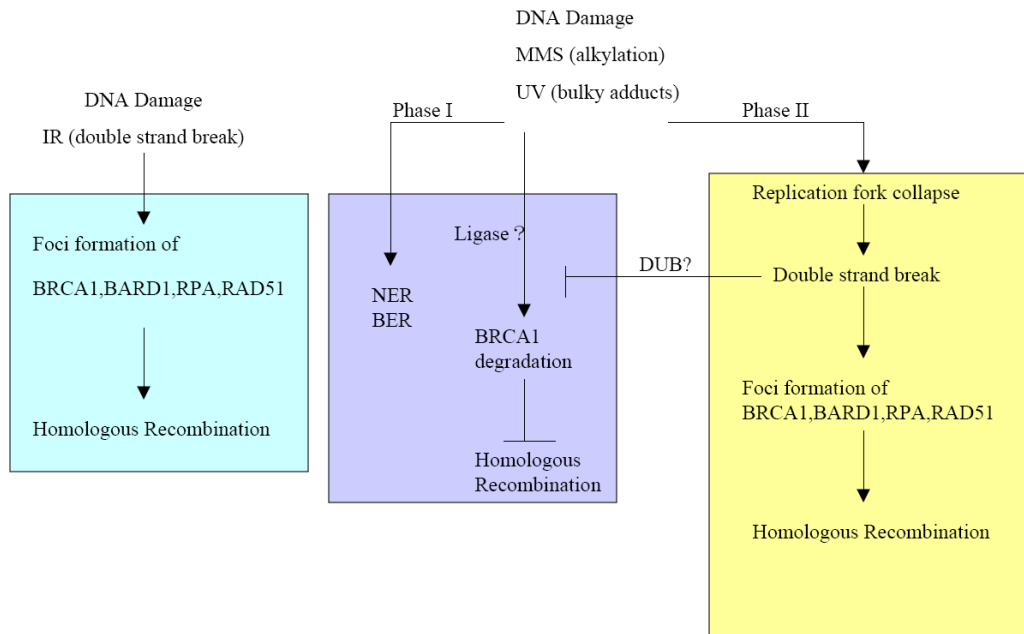 DNA Damage
MMS (alkylation)
UV (bulky adducts)
DNA Damage
IR (double strand break)
Phase I
Phase II
Foci formation of
BRCA1,BARD1,RPA,RAD51
Homologous Recombination
Ligase ?
NER
BER
BRCA1
degradation
Homologous
Recombination
DUB?
Replication fork collapse
Double strand break
Foci formation of
BRCA1,BARD1,RPA,RAD51
Homologous Recombination